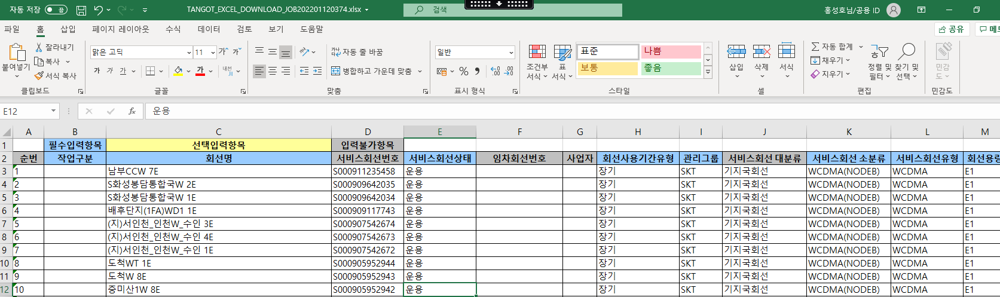 자동 저장 끔 TANGOT_EXCEL_DOWNLOAD_JOB202201120374.xlsx 검색 홍성호님/공용 ID
파일 홈 삽입 페이지 레이아웃 수식 데이터 검토 보기 도움말 공유 메모
붙여넣기 잘라내기 복사 서식 복사 클립보드
맑은 고딕 11 가 가 가 가 가 가 내천 글꼴
가나다 자동 줄 바꿈 병합하고 가운데 맞춤 맞춤
일반 % 표시 형식
조건부 서식 표 서식 표준 나쁨 보통 좋음 스타일
삽입 삭제 서식 셀
자동 합계 채우기 지우기 정렬 및 필터 찾기 및 선택 편집
민감도 민감도
E12 fx 운용
A B C D E F G H I J K L M
1 필수입력항목 선택입력항목 입력불가항목
2 순번 작업구분 회선명 서비스회선번호 서비스회선상태 임차회선번호 사업자 회선사용기간유형 관리그룹 서비스회선 대분류 서비스회선 소분류 서비스회선유형 회선용량
3 1 남부CCW 7E S000911235458 운용 장기 SKT 기지국회선 WCDMA(NODEB) WCDMA E1
4 2 S화성봉담통합국W 2E S000909642035 운용 장기 SKT 기지국회선 WCDMA(NODEB) WCDMA E1
5 3 S화성봉담통합국W 1E S000909642034 운용 장기 SKT 기지국회선 WCDMA(NODEB) WCDMA E1
6 4 배후단지(1FA)WD1 1E S000909117743 운용 장기 SKT 기지국회선 WCDMA(NODEB) WCDMA E1
7 5 (지)서인천_인천W_수인 3E S000907542674 운용 장기 SKT 기지국회선 WCDMA(NODEB) WCDMA E1
8 6 (지)서인천_인천W_수인 4E S000907542673 운용 장기 SKT 기지국회선 WCDMA(NODEB) WCDMA E1
9 7 (지)서인천_인천W_수인 1E S000907542672 운용 장기 SKT 기지국회선 WCDMA(NODEB) WCDMA E1
10 8 도척WT 1E S000905952944 운용 장기 SKT 기지국회선 WCDMA(NODEB) WCDMA E1
11 9 도척W 8E S000905952943 운용 장기 SKT 기지국회선 WCDMA(NODEB) WCDMA E1
12 10 중미산1W 8E S000905952942 운용 장기 SKT 기지국회선 WCDMA(NODEB) WCDMA E1